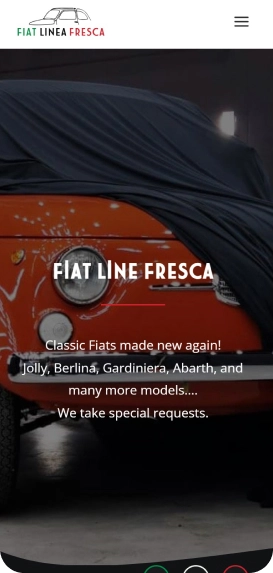 FIAT LINEA FRESCA
FIAT LINE FRESCA
Classic Fiats made new again!
Jolly, Berlina, Gardiniera, Abarth, and
many more models....
We take special requests.